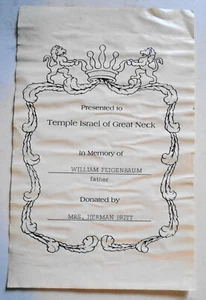 Presented to
Temple Israel of Great Neck
In Memory of
WILLIAM FEIGENBAUM
father
Donated by
MRS. HERMAN BRITT